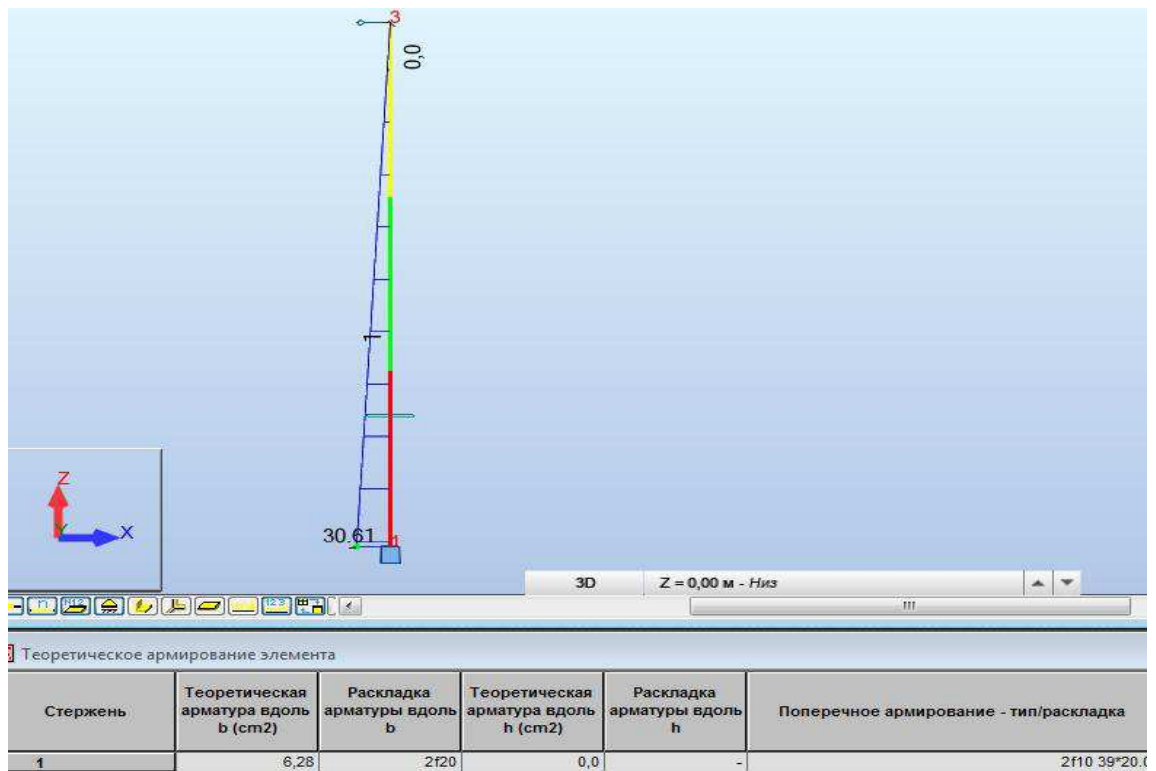 3
0,0
1
30.61
1
Z
Y
X
3D Z = 0,00 м - Низ
Теоретическое армирование элемента
Стержень
Теоретическая арматура вдоль b (cm2)
Раскладка арматуры вдоль b
Теоретическая арматура вдоль h (cm2)
Раскладка арматуры вдоль h
Поперечное армирование - тип/раскладка
1 6,28 2f20 0,0 - 2f10 39*20.0